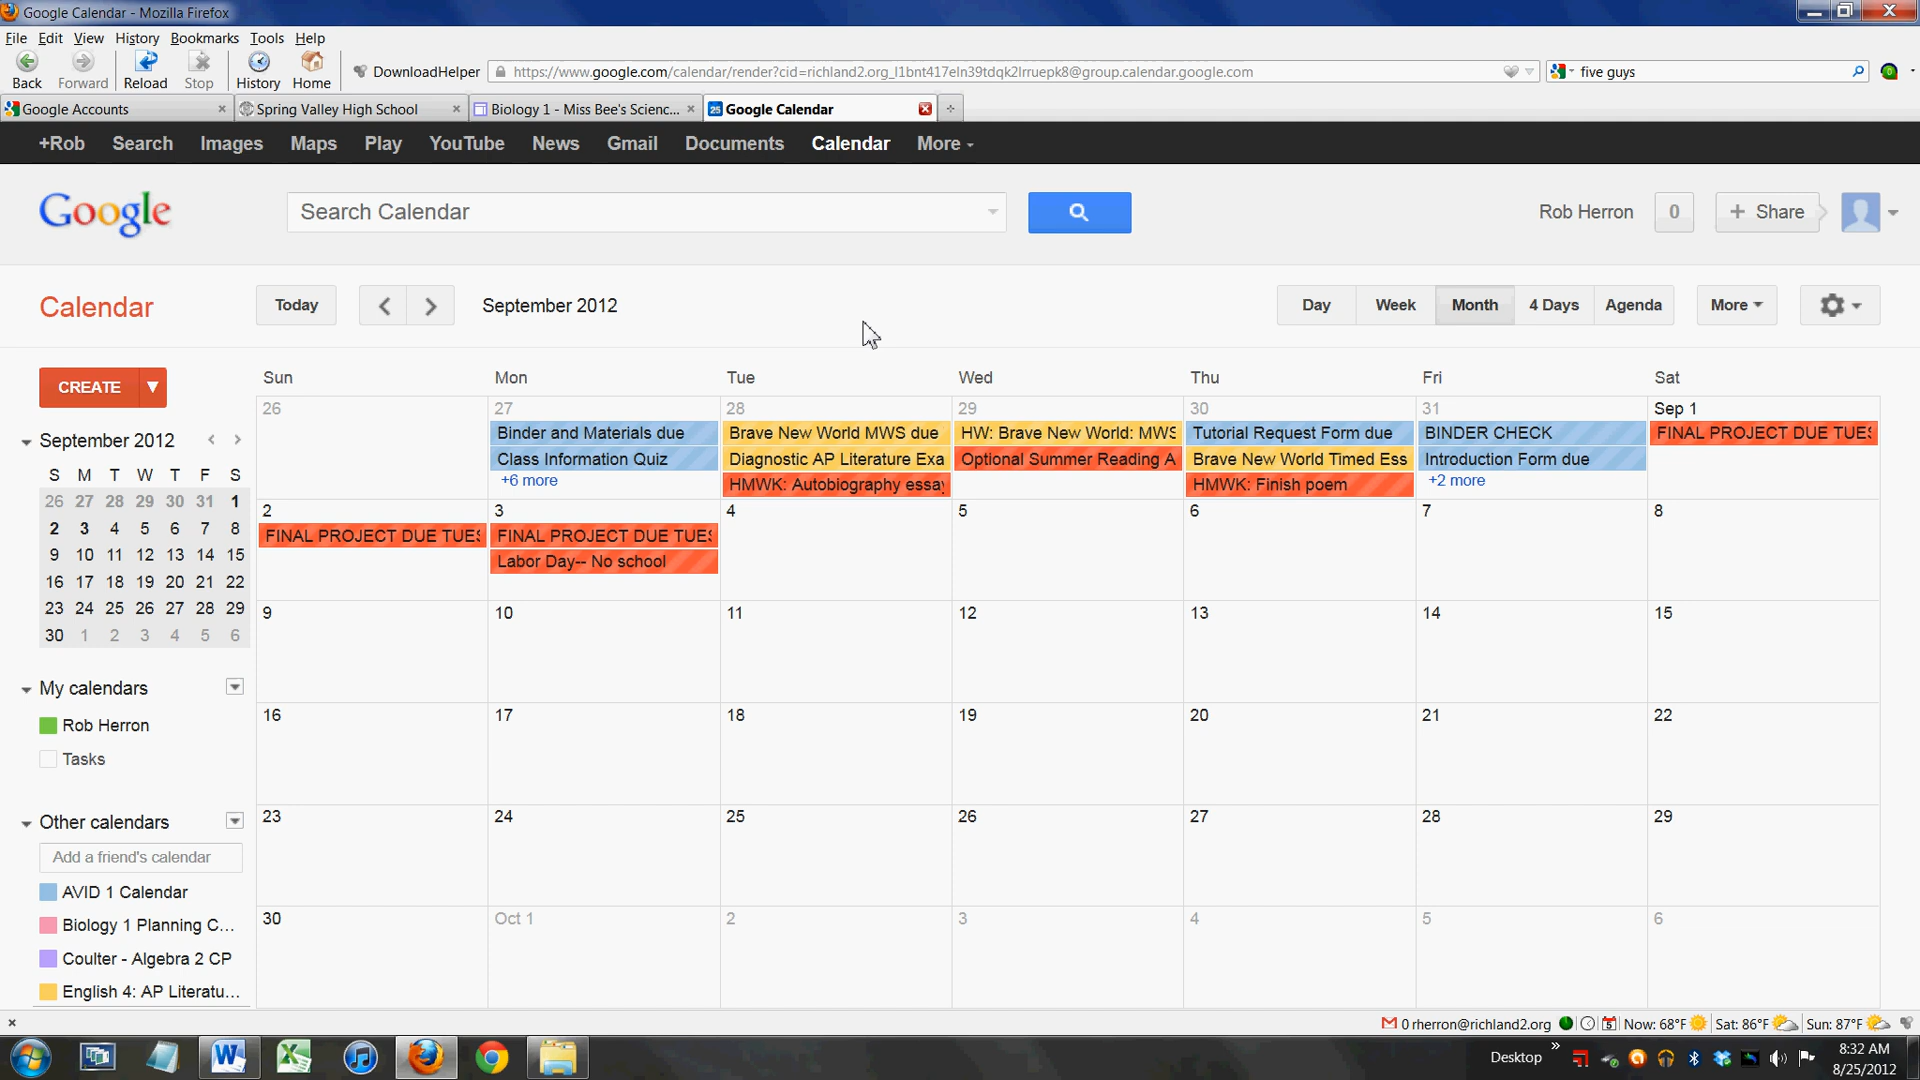 Google Calendar - Mozilla Firefox
File Edit View History Bookmarks Tools Help
Back Forward Reload Stop History Home DownloadHelper https://www.google.com/calendar/render?cid=richland2.org_l1bnt417eln39tdqk2lrruepk8@group.calendar.google.com five guys
Google Accounts Spring Valley High School Biology 1 - Miss Bee's Scienc... 25 Google Calendar
+Rob Search Images Maps Play YouTube News Gmail Documents Calendar More
Google Search Calendar Rob Herron 0 + Share
Calendar Today September 2012 Day Week Month 4 Days Agenda More
CREATE
Sun Mon Tue Wed Thu Fri Sat
26 27 28 29 30 31 Sep 1
Binder and Materials due Brave New World MWS due HW: Brave New World: MWS Tutorial Request Form due BINDER CHECK FINAL PROJECT DUE TUES
Class Information Quiz Diagnostic AP Literature Exa Optional Summer Reading A Brave New World Timed Ess Introduction Form due
+6 more HMWK: Autobiography essay HMWK: Finish poem +2 more
2 3 4 5 6 7 8
FINAL PROJECT DUE TUES FINAL PROJECT DUE TUES
Labor Day-- No school
9 10 11 12 13 14 15
16 17 18 19 20 21 22
23 24 25 26 27 28 29
30 Oct 1 2 3 4 5 6
September 2012
S M T W T F S
26 27 28 29 30 31 1
2 3 4 5 6 7 8
9 10 11 12 13 14 15
16 17 18 19 20 21 22
23 24 25 26 27 28 29
30 1 2 3 4 5 6
My calendars
Rob Herron
Tasks
Other calendars
Add a friend's calendar
AVID 1 Calendar
Biology 1 Planning C...
Coulter - Algebra 2 CP
English 4: AP Literatu...
0 rherron@richland2.org 5 Now: 68°F Sat: 86°F Sun: 87°F
Desktop 8:32 AM
8/25/2012